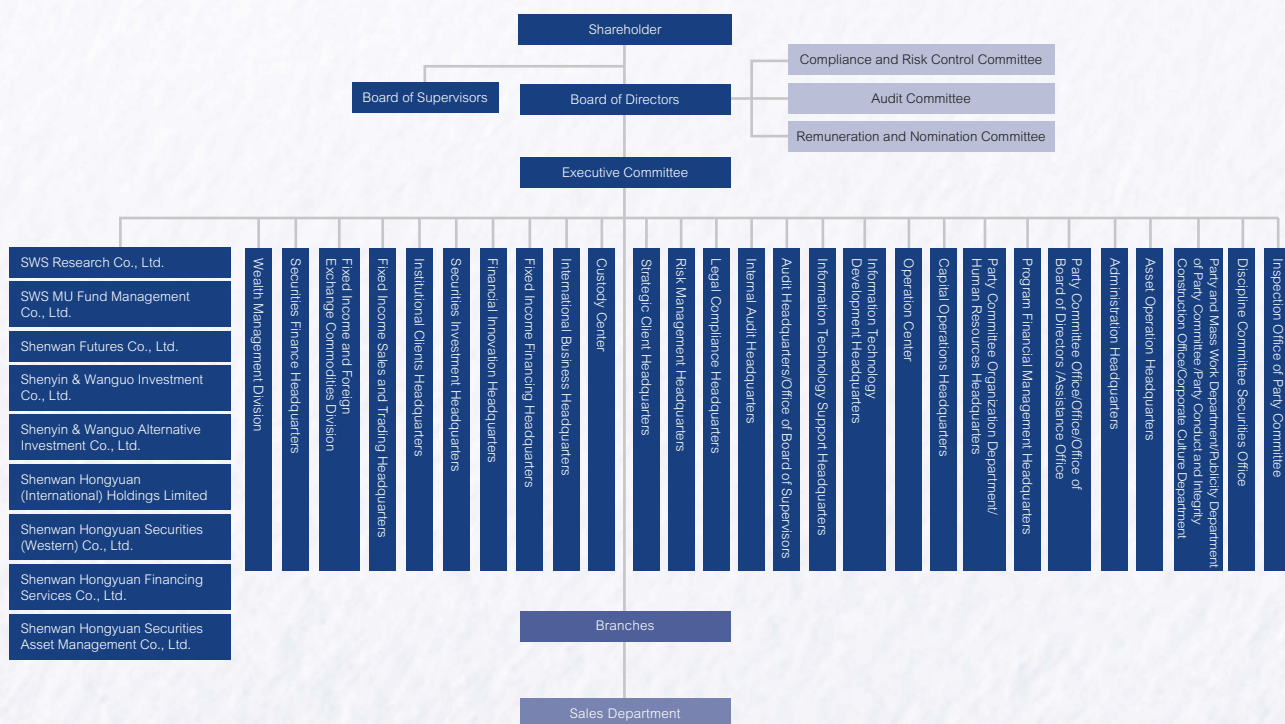 Shareholder
Compliance and Risk Control Committee
Board of Supervisors
Board of Directors
Audit Committee
Remuneration and Nomination Committee
Executive Committee
SWS Research Co., Ltd.
SWS MU Fund Management
Co., Ltd.
Shenwan Futures Co., Ltd.
Shenyin & Wanguo Investment
Co., Ltd.
Shenyin & Wanguo Alternative
Investment Co., Ltd.
Shenwan Hongyuan
(International) Holdings Limited
Shenwan Hongyuan Securities
(Western) Co., Ltd.
Shenwan Hongyuan Financing
Services Co., Ltd.
Shenwan Hongyuan Securities
Asset Management Co., Ltd.
Wealth Management Division
Securities Finance Headquarters
Fixed Income and Foreign
Exchange Commodities Division
Fixed Income Sales and Trading Headquarters
Institutional Clients Headquarters
Securities Investment Headquarters
Financial Innovation Headquarters
Fixed Income Financing Headquarters
International Business Headquarters
Custody Center
Strategic Client Headquarters
Risk Management Headquarters
Legal Compliance Headquarters
Internal Audit Headquarters
Audit Headquarters/Office of Board of Supervisors
Information Technology Support Headquarters
Information Technology
Development Headquarters
Operation Center
Capital Operations Headquarters
Party Committee Organization Department/
Human Resources Headquarters
Program Financial Management Headquarters
Party Committee Office/Office/Office of
Board of Directors /Assistance Office
Administration Headquarters
Asset Operation Headquarters
Party and Mass Work Department/Publicity Department
of Party Committee /Party Conduct and Integrity
Construction Office/Corporate Culture Department
Discipline Committee Securities Office
Inspection Office of Party Committee
Branches
Sales Department